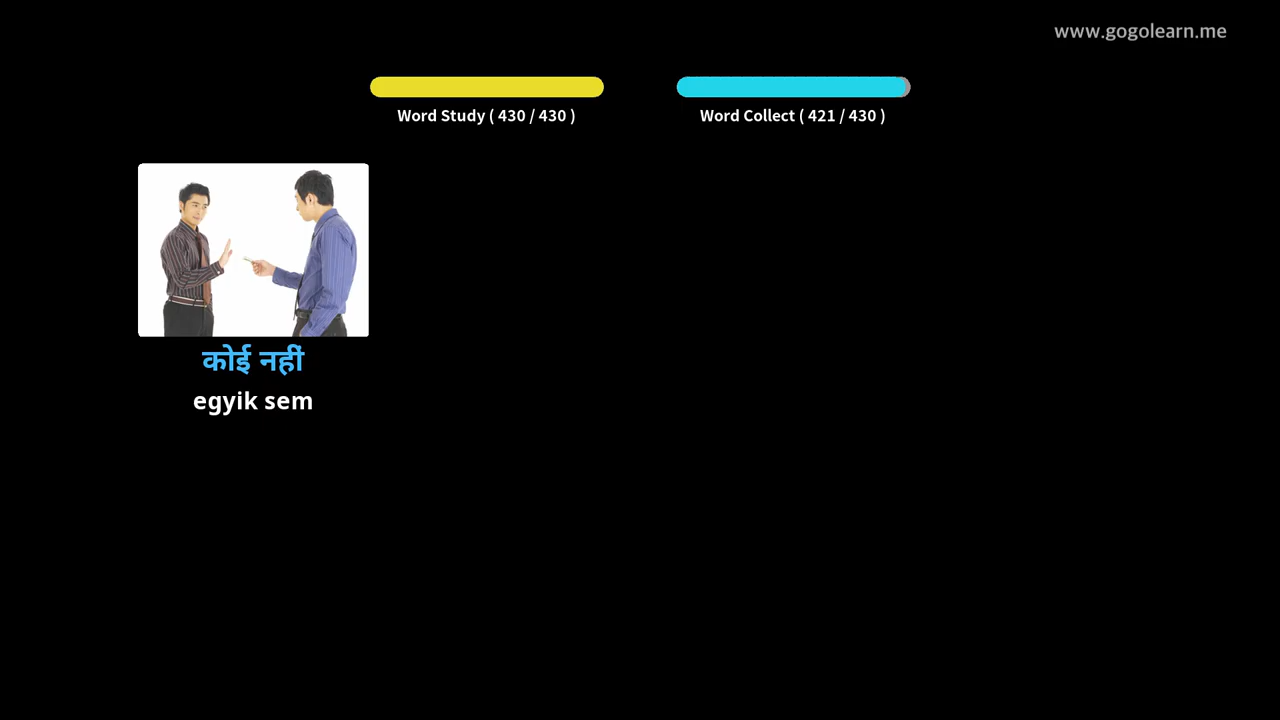 www.gogolearn.me
Word Study ( 430 / 430 )
Word Collect ( 421 / 430 )
कोई नहीं
egyik sem